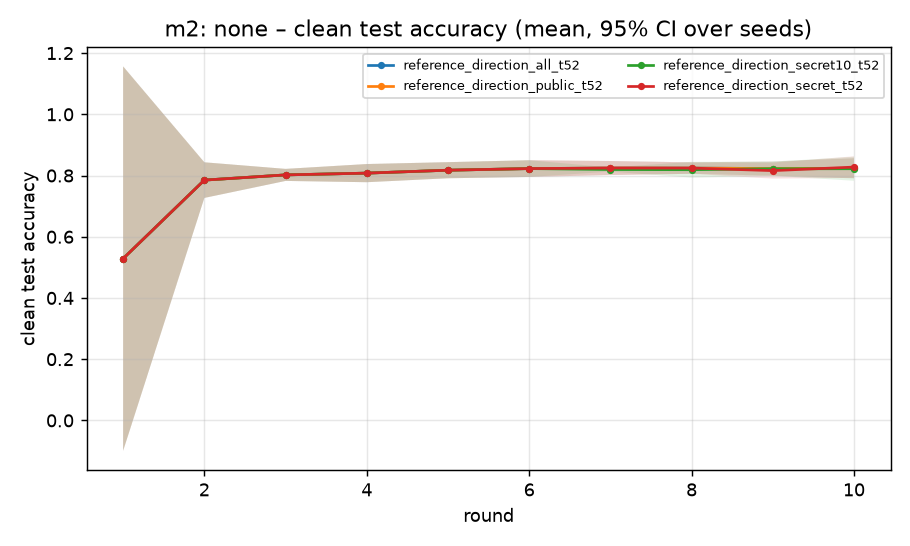 m2: none – clean test accuracy (mean, 95% CI over seeds)
reference_direction_all_t52
reference_direction_public_t52
reference_direction_secret10_t52
reference_direction_secret_t52
clean test accuracy
1.2
1.0
0.8
0.6
0.4
0.2
0.0
2 4 6 8 10
round